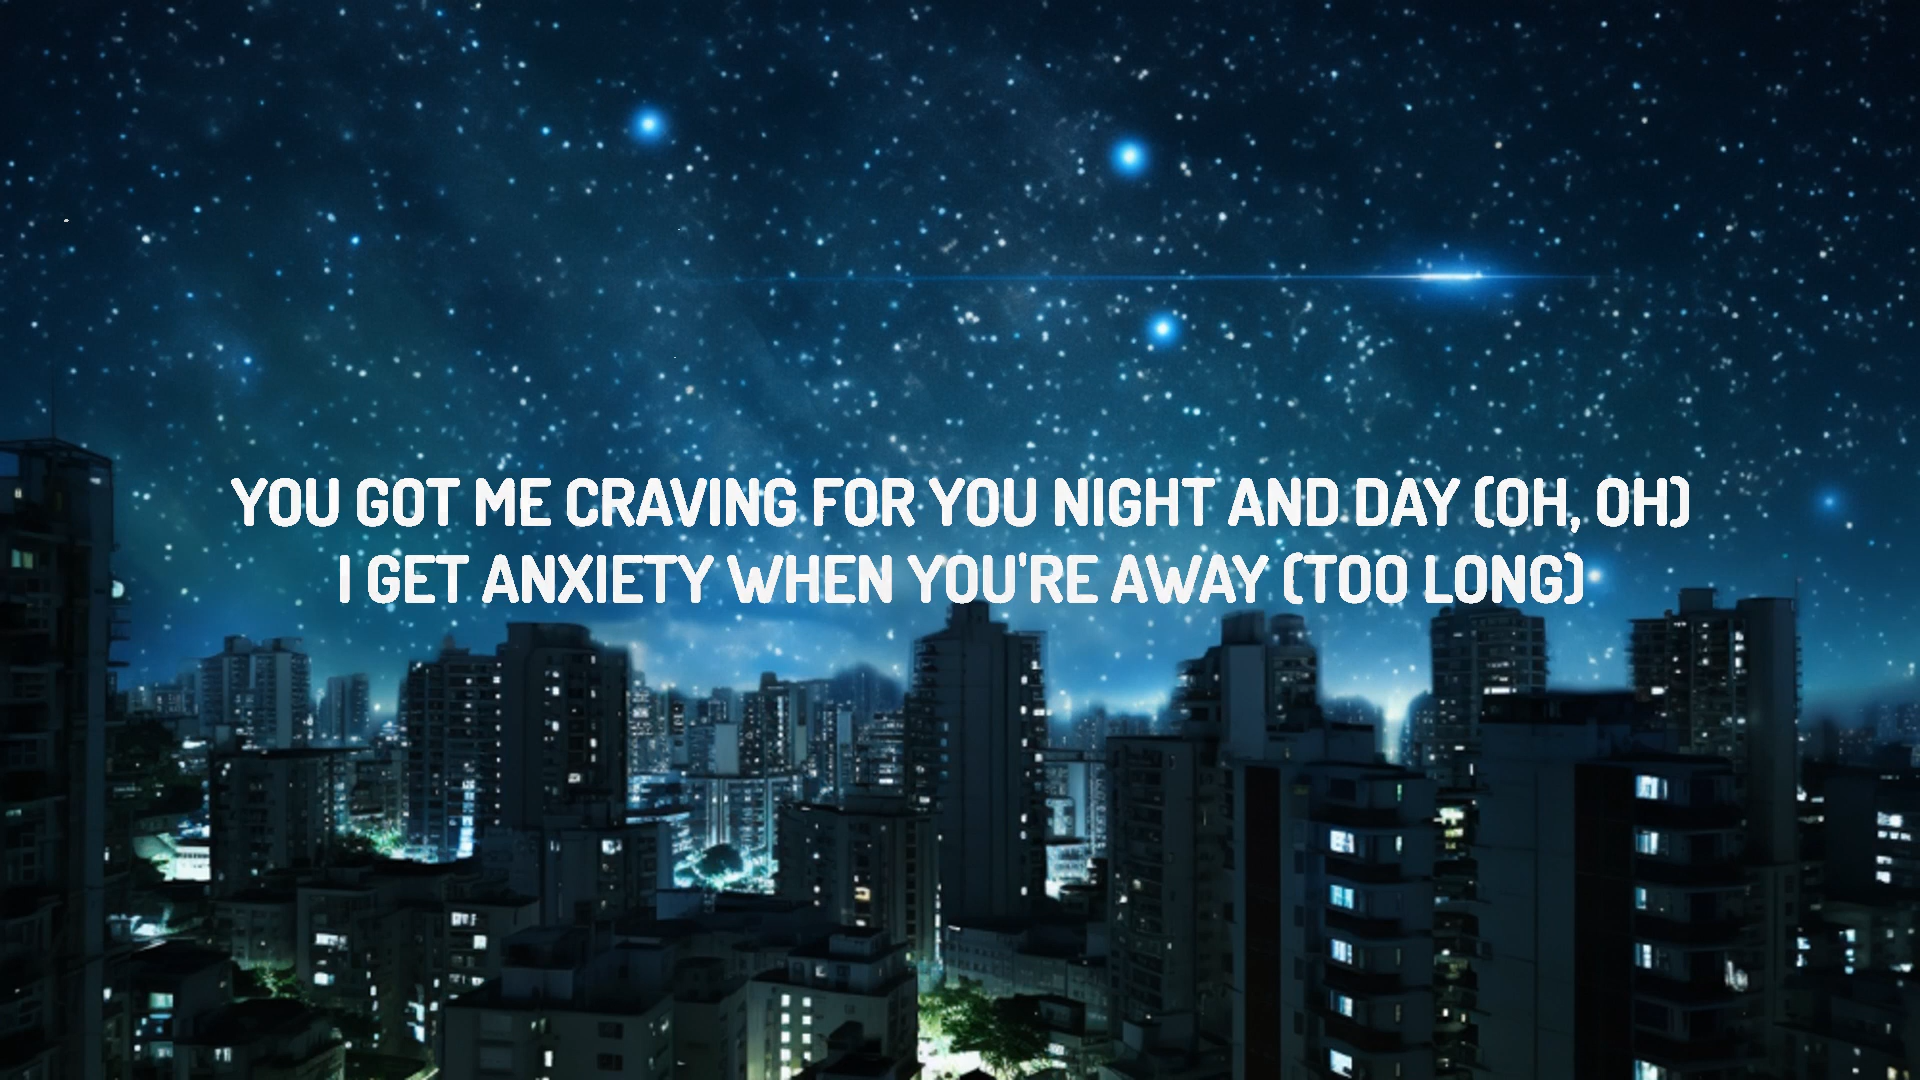 YOU GOT ME CRAVING FOR YOU NIGHT AND DAY (OH, OH)
I GET ANXIETY WHEN YOU'RE AWAY (TOO LONG)